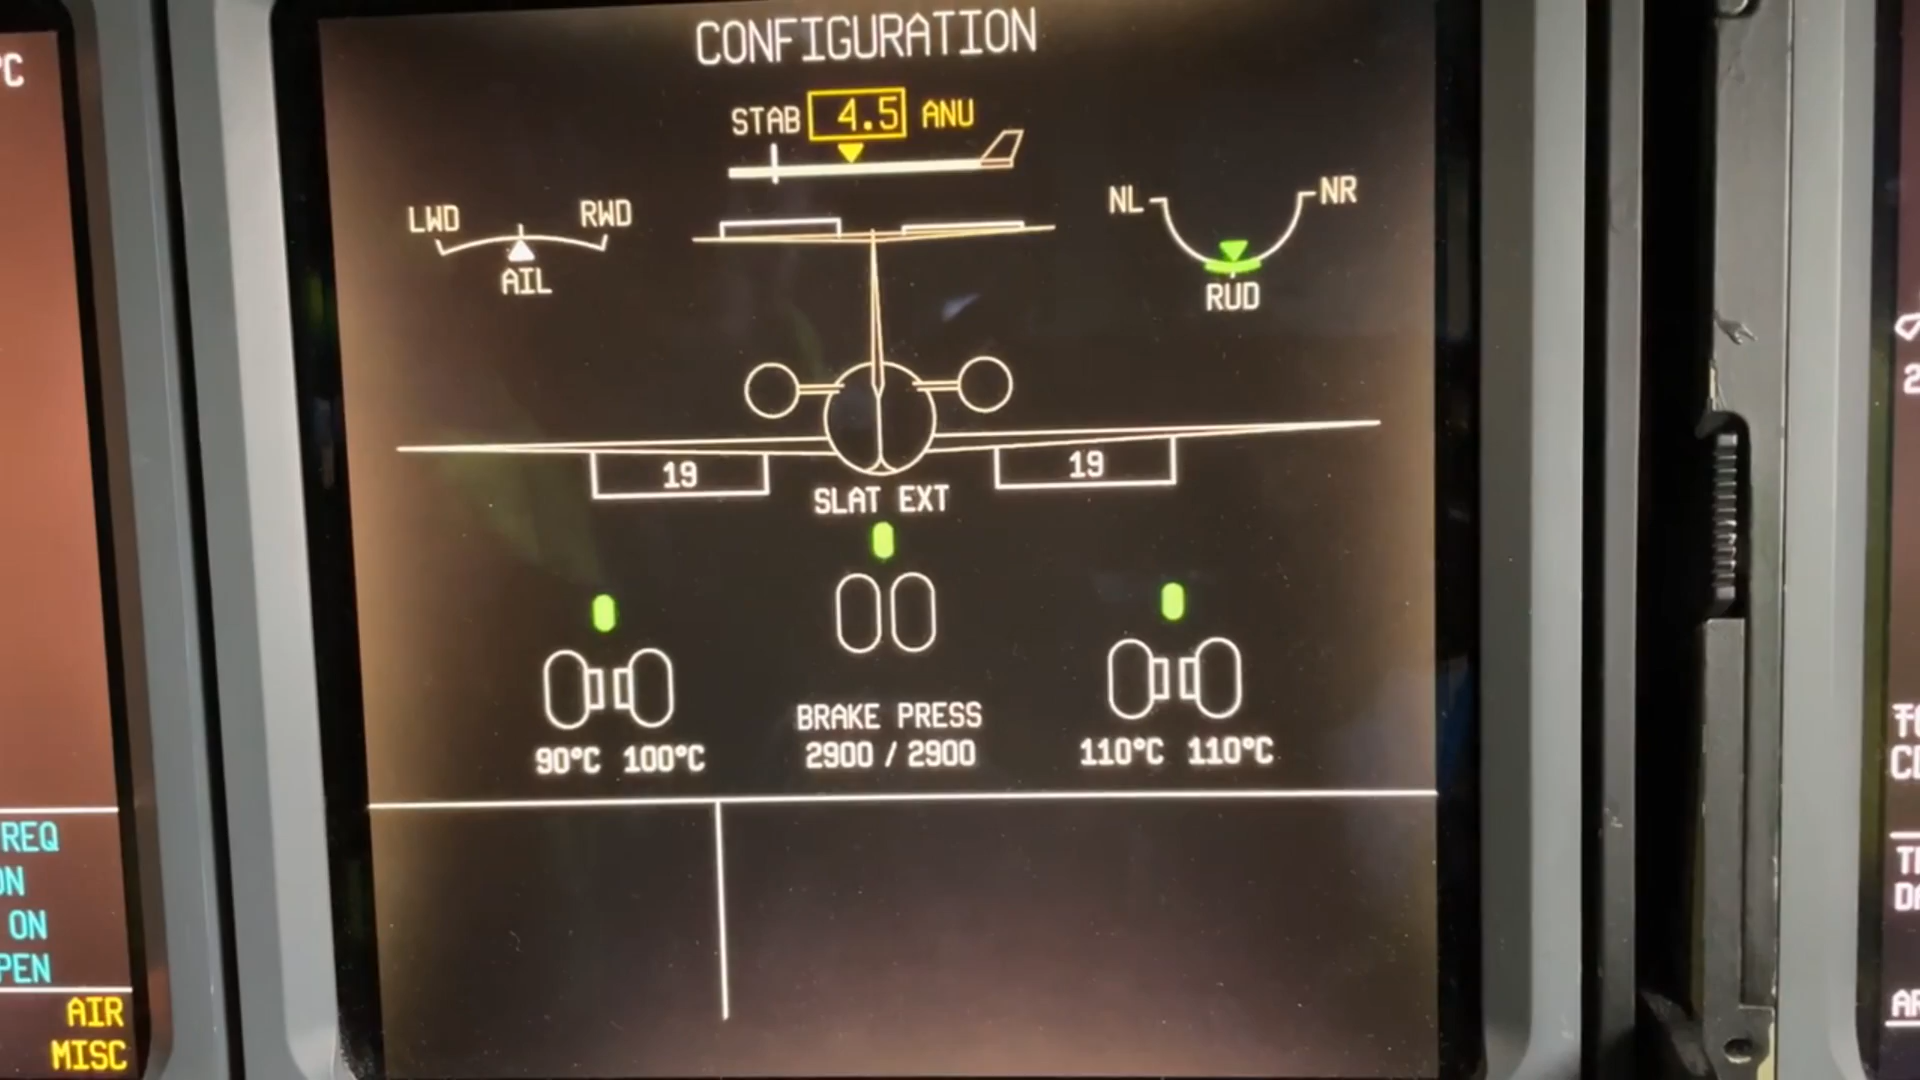 CONFIGURATION
STAB 4.5 ANU
LWD RWD
AIL
NL NR
RUD
19 19
SLAT EXT
BRAKE PRESS
90°C 100°C 2900 / 2900 110°C 110°C
°C
REQ
ON
ON
PEN
AIR
MISC
2